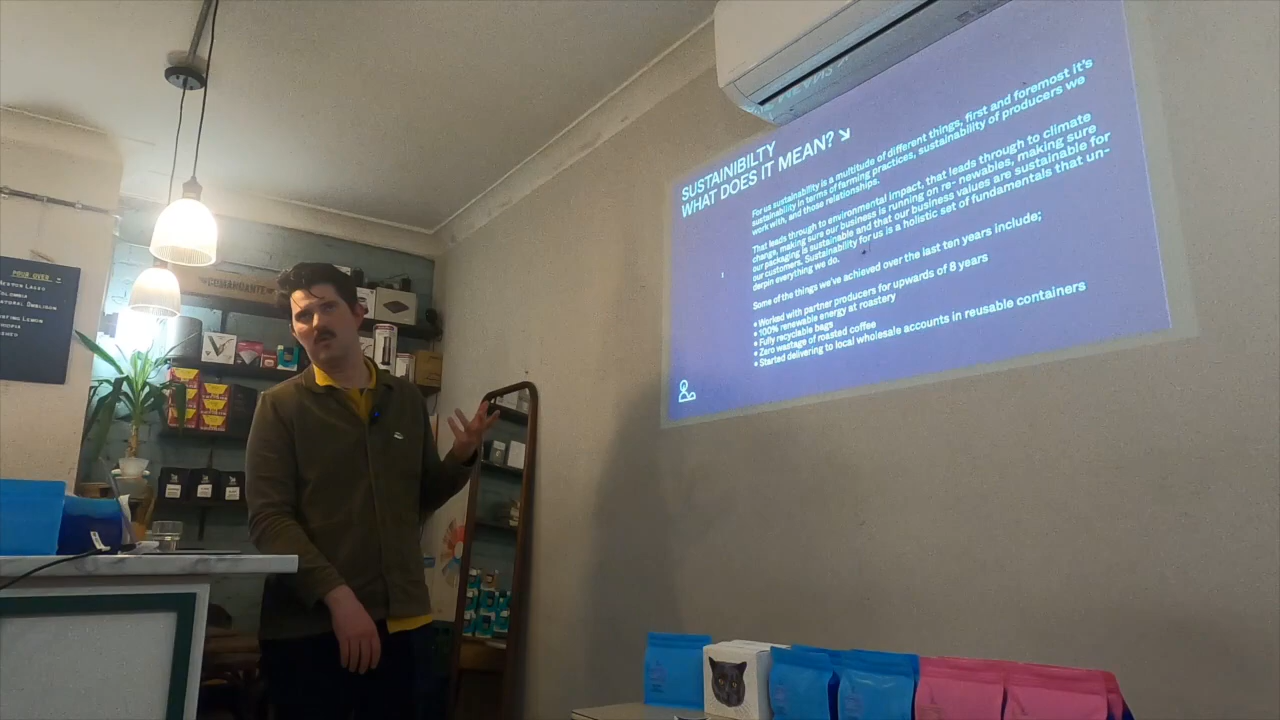 SUSTAINIBILTY
WHAT DOES IT MEAN? ↘
For us sustainability is a multitude of different things, first and foremost it's
sustainability in terms of farming practices, sustainability of producers we
work with, and those relationships.
That leads through to environmental impact, that leads through to climate
change, making sure our business is running on re- newables, making sure
our packaging is sustainable and that our business values are sustainable for
our customers. Sustainability for us is a holistic set of fundamentals that un-
derpin everything we do.
Some of the things we've achieved over the last ten years include;
• Worked with partner producers for upwards of 8 years
• 100% renewable energy at roastery
• Fully recyclable bags
• Zero wastage of roasted coffee
• Started delivering to local wholesale accounts in reusable containers
POUR OVER
COMANDANTE